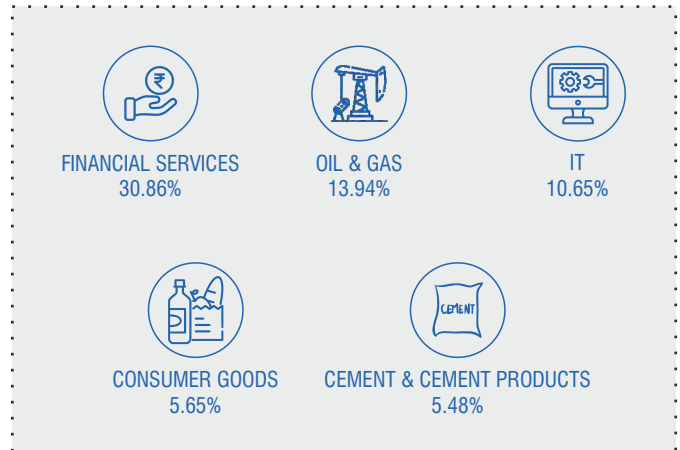 ₹
FINANCIAL SERVICES
30.86%
OIL & GAS
13.94%
IT
10.65%
CEMENT
CONSUMER GOODS
5.65%
CEMENT & CEMENT PRODUCTS
5.48%